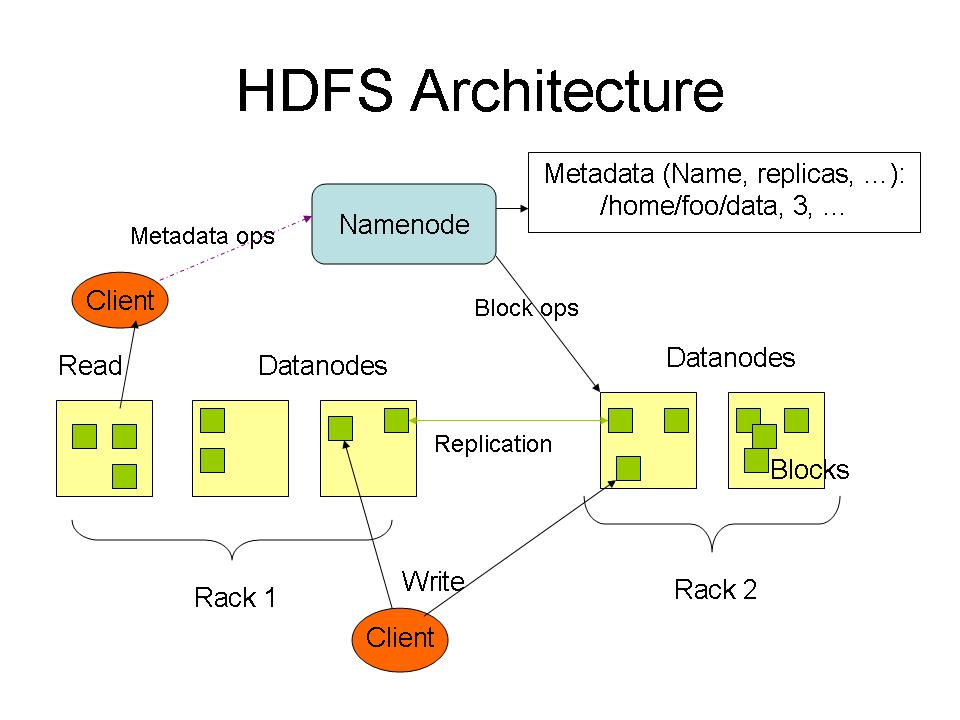 HDFS Architecture
Metadata (Name, replicas, ...):
/home/foo/data, 3, ...
Namenode
Metadata ops
Client
Block ops
Read
Datanodes
Datanodes
Replication
Blocks
Rack 1
Write
Rack 2
Client